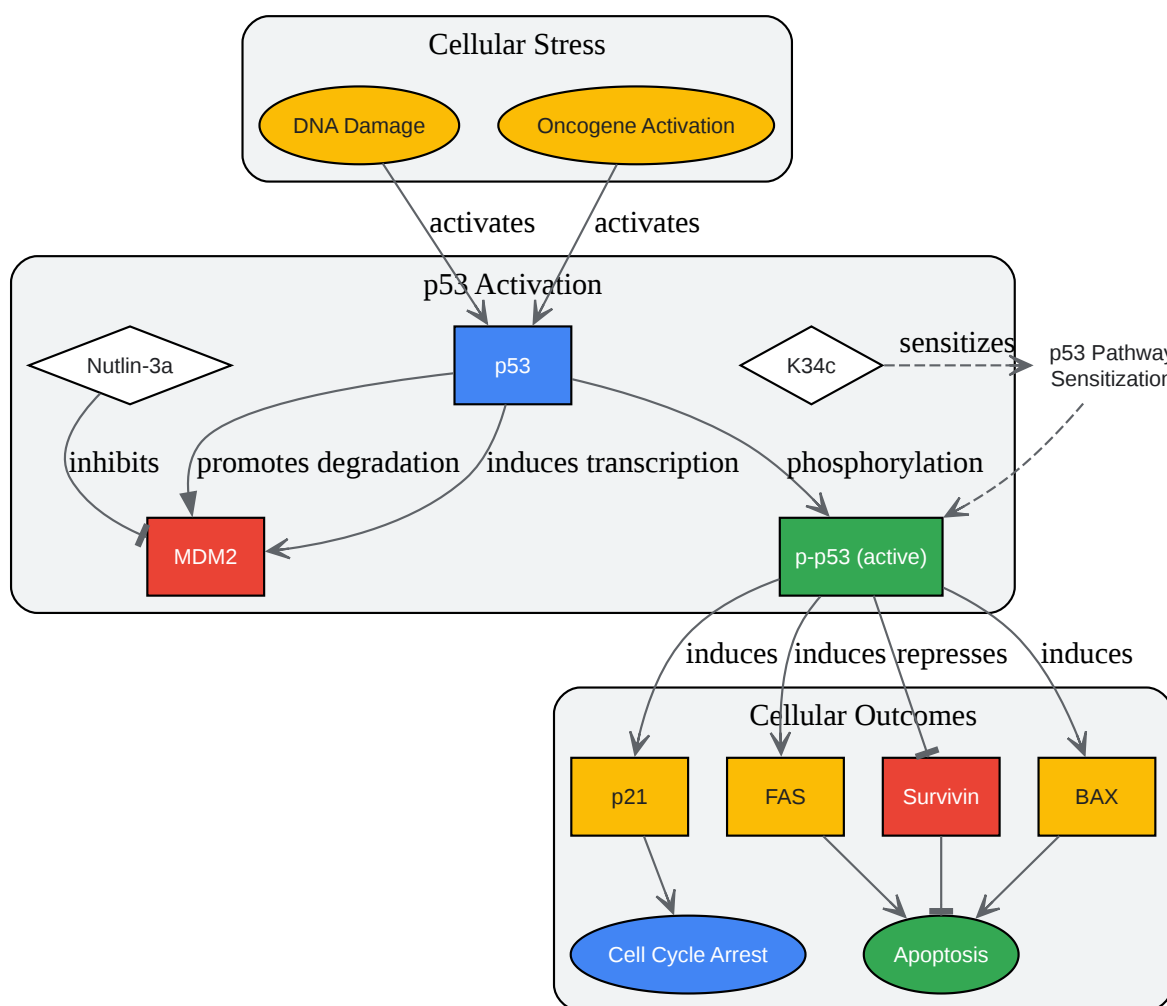 Cellular Stress
DNA Damage
Oncogene Activation
activates
activates
p53 Activation
Nutlin-3a
p53
K34c
sensitizes
p53 Pathway
Sensitization
inhibits
promotes degradation
induces transcription
phosphorylation
MDM2
p-p53 (active)
induces
induces
represses
induces
Cellular Outcomes
p21
FAS
Survivin
BAX
Cell Cycle Arrest
Apoptosis